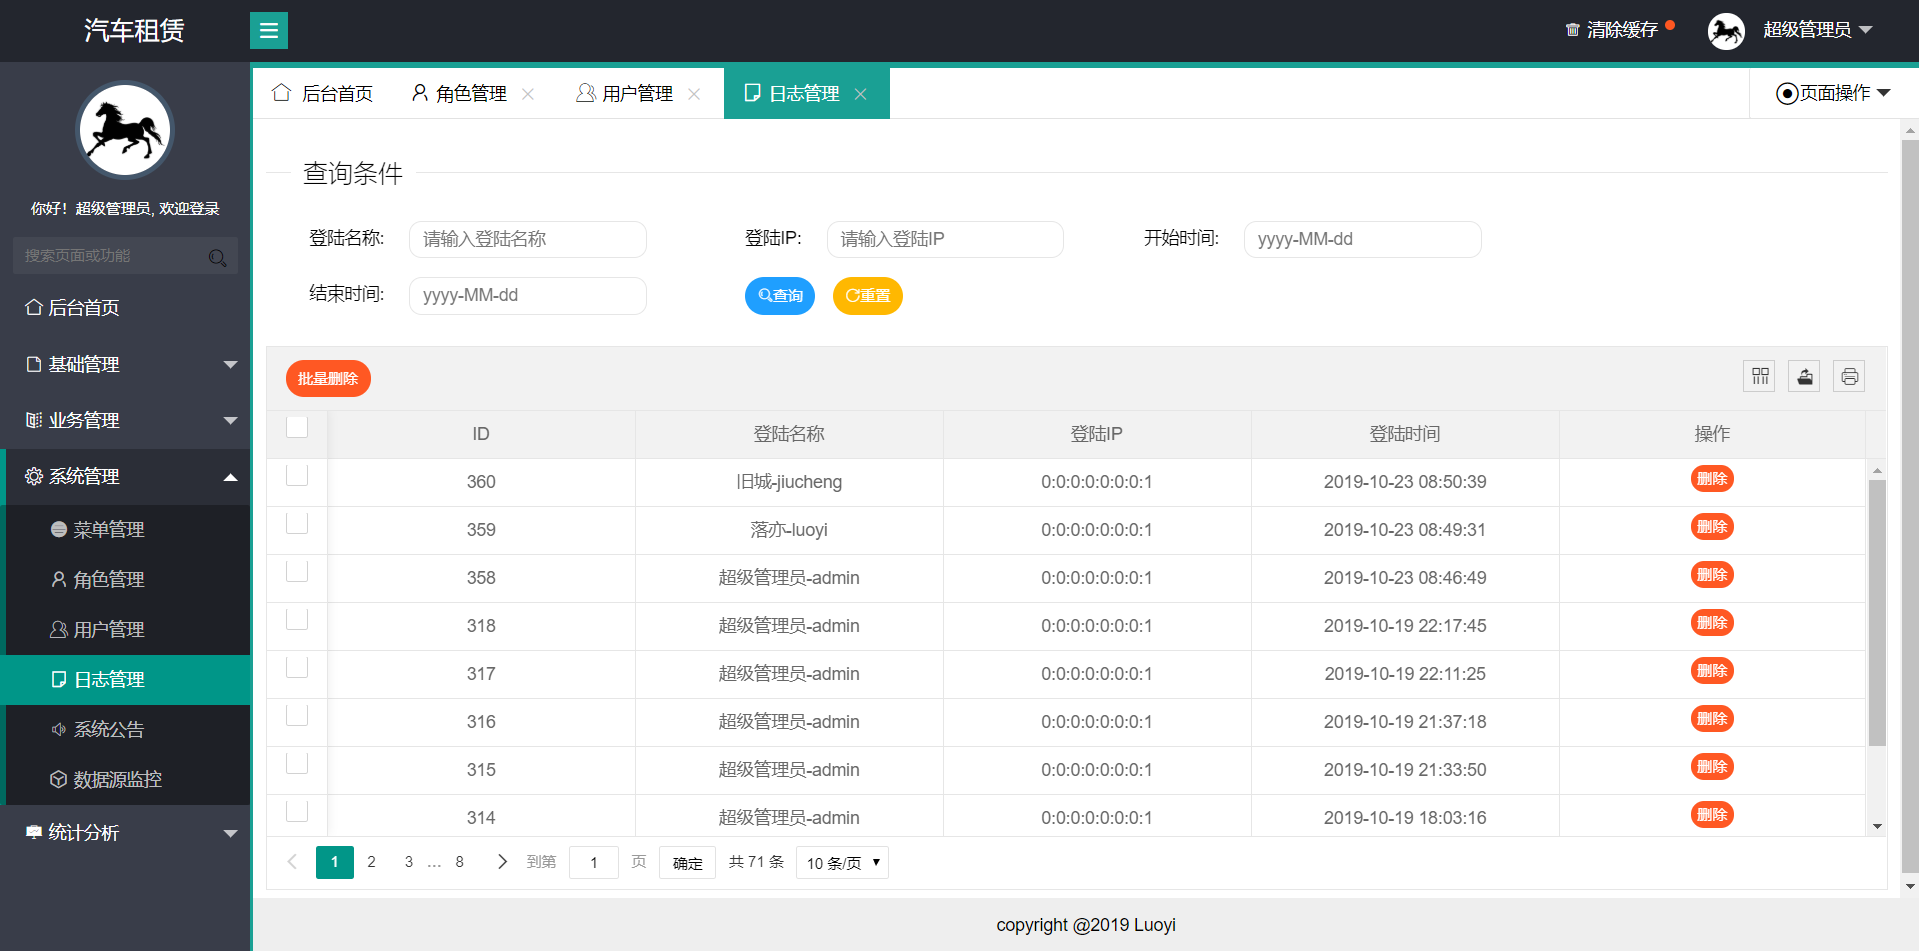 汽车租赁
清除缓存
超级管理员
你好！超级管理员, 欢迎登录
搜索页面或功能
后台首页
基础管理
业务管理
系统管理
菜单管理
角色管理
用户管理
日志管理
系统公告
数据源监控
统计分析
后台首页 角色管理 用户管理 日志管理 页面操作
查询条件
登陆名称: 请输入登陆名称 登陆IP: 请输入登陆IP 开始时间: yyyy-MM-dd
结束时间: yyyy-MM-dd 查询 重置
批量删除
ID 登陆名称 登陆IP 登陆时间 操作
360 旧城-jiucheng 0:0:0:0:0:0:0:1 2019-10-23 08:50:39 删除
359 落亦-luoyi 0:0:0:0:0:0:0:1 2019-10-23 08:49:31 删除
358 超级管理员-admin 0:0:0:0:0:0:0:1 2019-10-23 08:46:49 删除
318 超级管理员-admin 0:0:0:0:0:0:0:1 2019-10-19 22:17:45 删除
317 超级管理员-admin 0:0:0:0:0:0:0:1 2019-10-19 22:11:25 删除
316 超级管理员-admin 0:0:0:0:0:0:0:1 2019-10-19 21:37:18 删除
315 超级管理员-admin 0:0:0:0:0:0:0:1 2019-10-19 21:33:50 删除
314 超级管理员-admin 0:0:0:0:0:0:0:1 2019-10-19 18:03:16 删除
1 2 3 … 8 到第 1 页 确定 共 71 条 10 条/页
copyright @2019 Luoyi